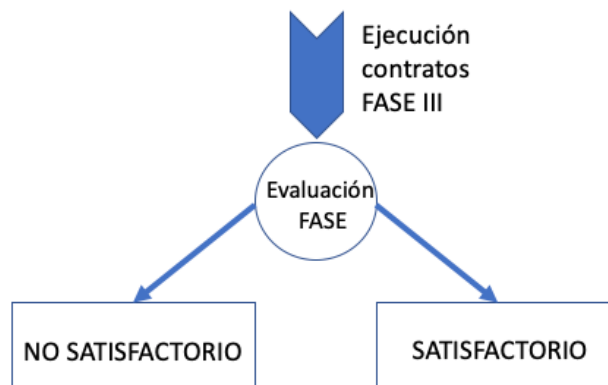 Ejecución
contratos
FASE III
Evaluación
FASE
NO SATISFACTORIO
SATISFACTORIO